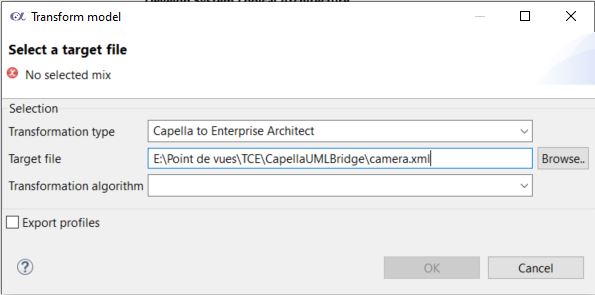 Transform model
Select a target file
No selected mix
Selection
Transformation type
Capella to Enterprise Architect
Target file
E:\Point de vues\TCE\CapellaUMLBridge\camera.xml
Browse..
Transformation algorithm
Export profiles
?
OK
Cancel